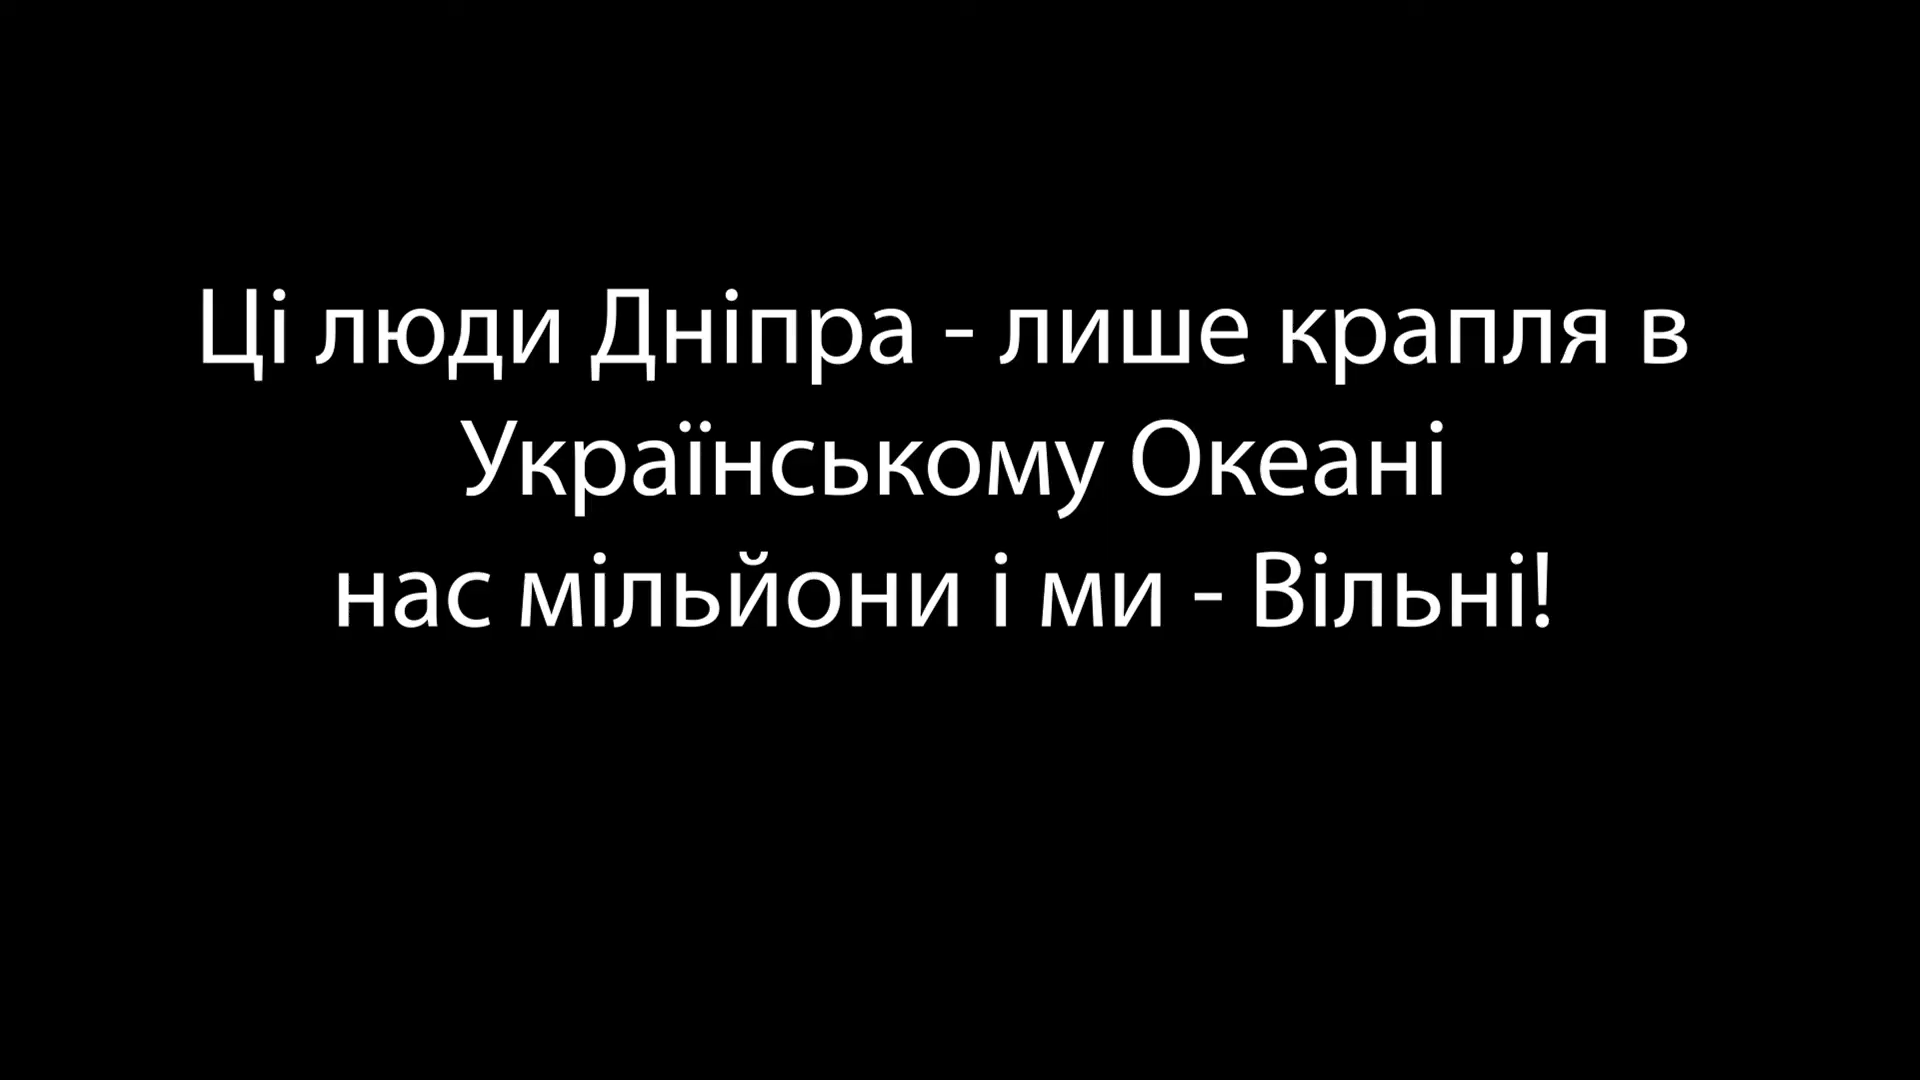 Ці люди Дніпра - лише крапля в
Українському Океані
нас мільйони і ми - Вільні!